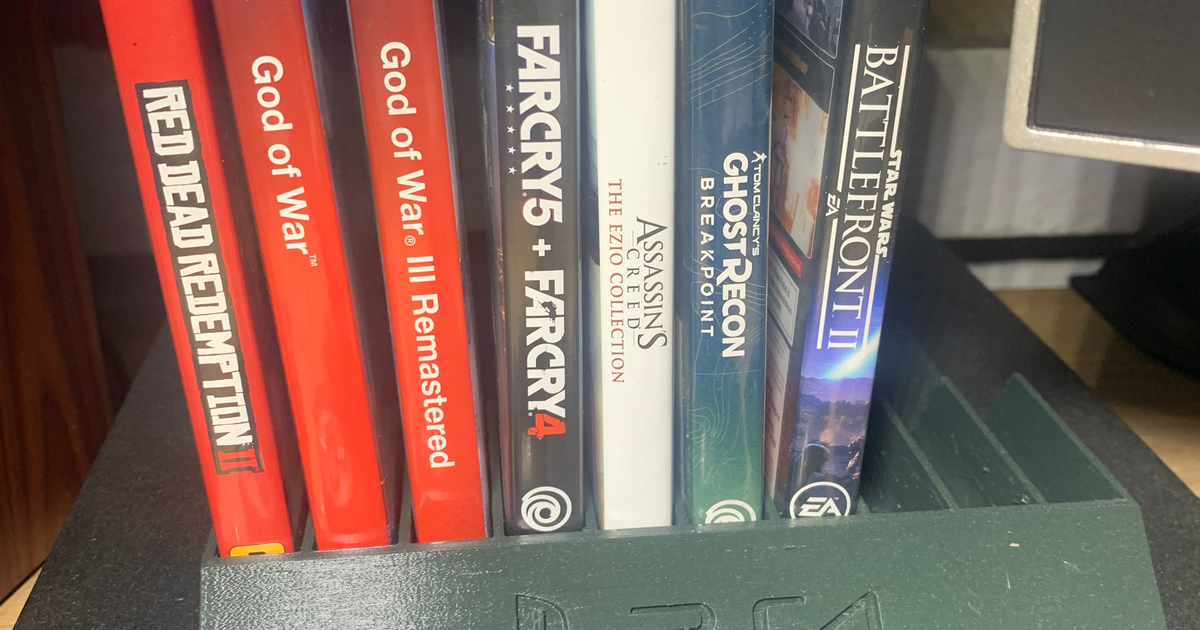 RED DEAD REDEMPTION II
God of War™
God of War® III Remastered
FARCRY5 + FARCRY4
ASSASSIN'S
CREED
THE EZIO COLLECTION
TOM CLANCY'S
GHOST RECON
BREAKPOINT
STAR WARS
BATTLEFRONT II
EA
EA